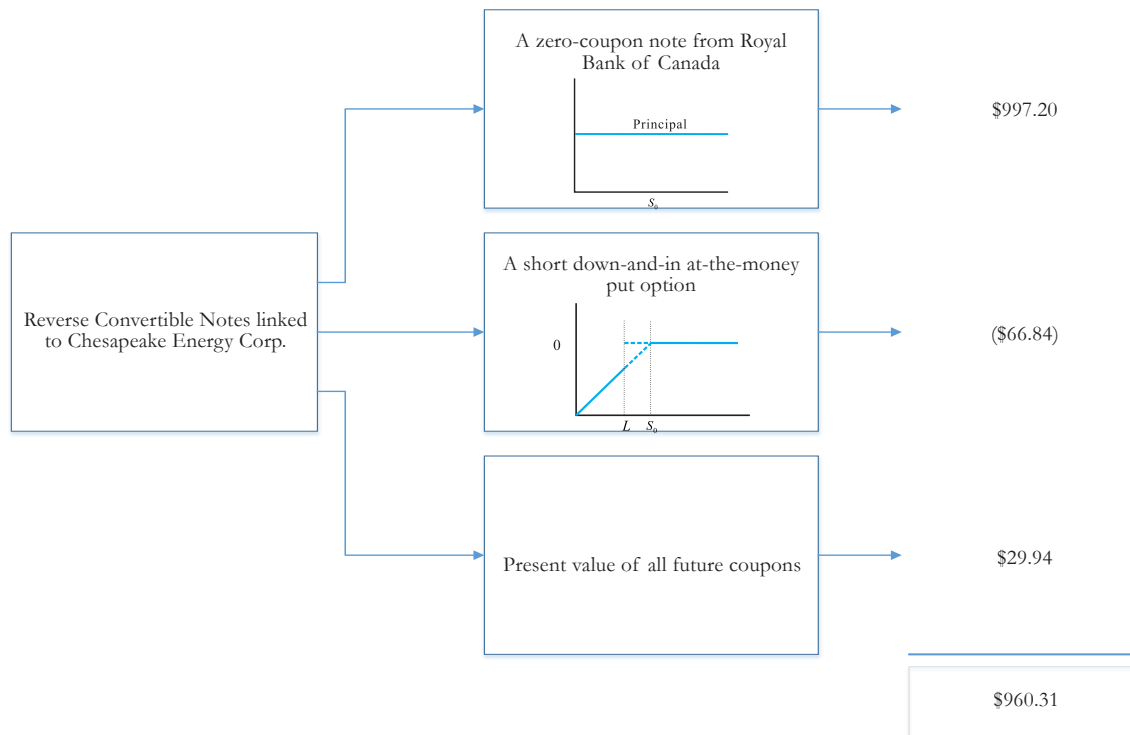 A zero-coupon note from Royal
Bank of Canada
Principal
S₀
$997.20
Reverse Convertible Notes linked
to Chesapeake Energy Corp.
A short down-and-in at-the-money
put option
0
L S₀
($66.84)
Present value of all future coupons
$29.94
$960.31